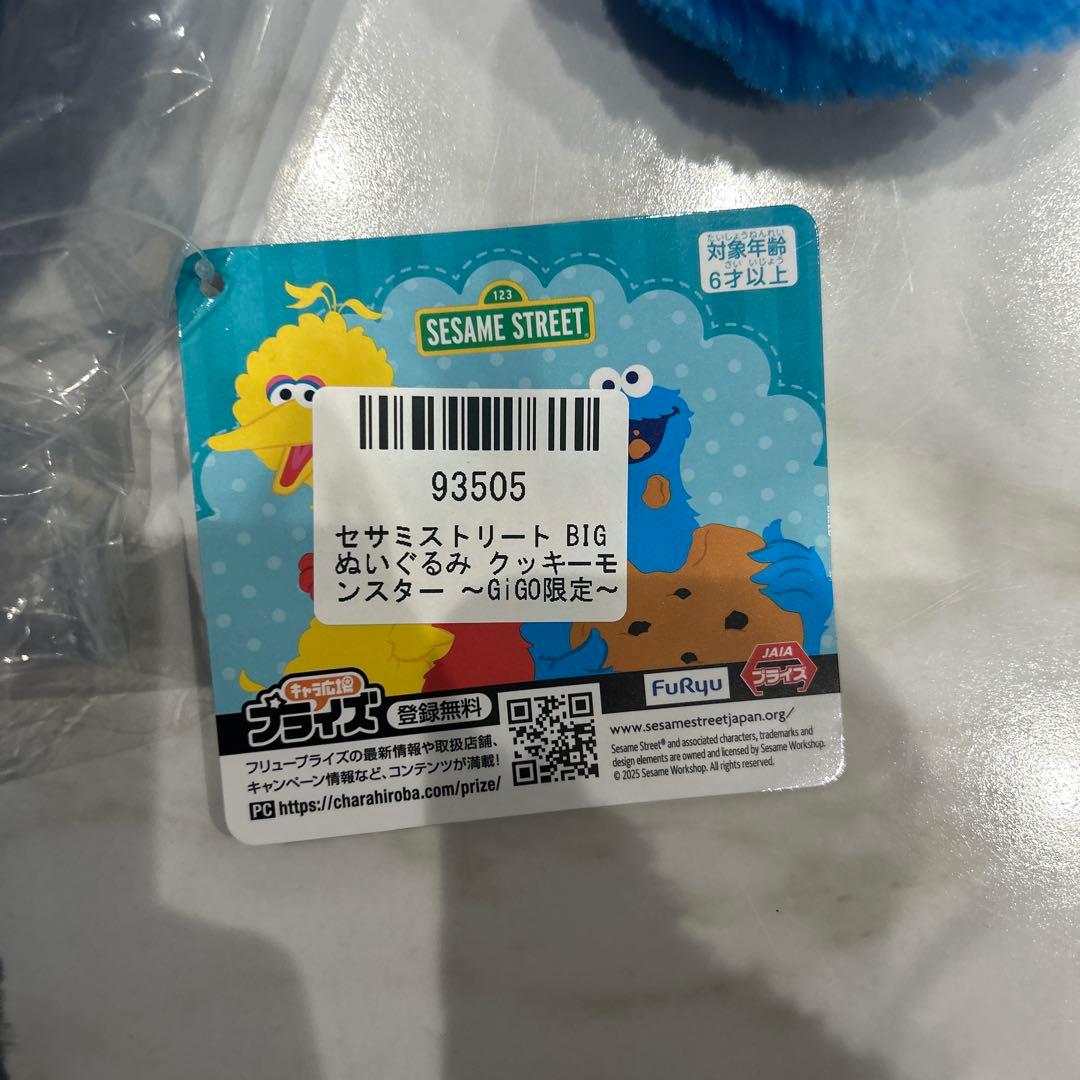 たいしょうねんれい
対象年齢
さい いじょう
6才以上
123
SESAME STREET
93505
セサミストリート BIG
ぬいぐるみ クッキーモ
ンスター ～GiGO限定～
キャラ広場
プライズ
登録無料
フリュープライズの最新情報や取扱店舗、
キャンペーン情報など、コンテンツが満載!
PC https://charahiroba.com/prize/
FuRyu
JAIA
プライズ
www.sesamestreetjapan.org/
Sesame Street® and associated characters, trademarks and
design elements are owned and licensed by Sesame Workshop.
© 2025 Sesame Workshop. All rights reserved.